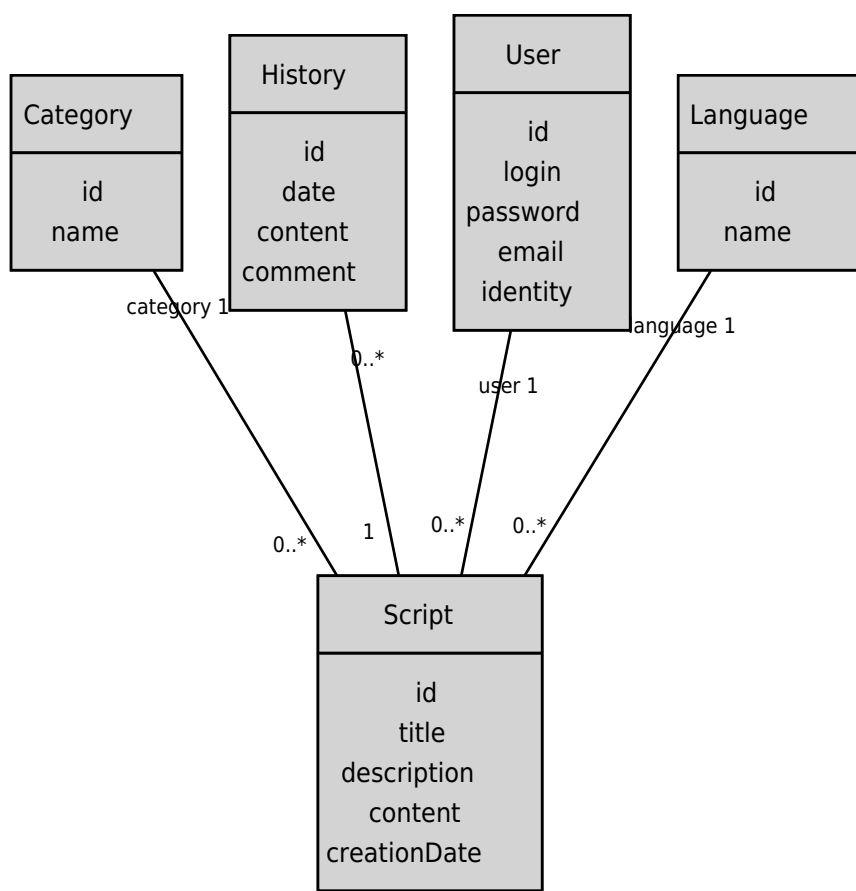 Category
id
name
History
id
date
content
comment
User
id
login
password
email
identity
Language
id
name
category 1
0..*
user 1
language 1
0..*
1
0..*
0..*
Script
id
title
description
content
creationDate